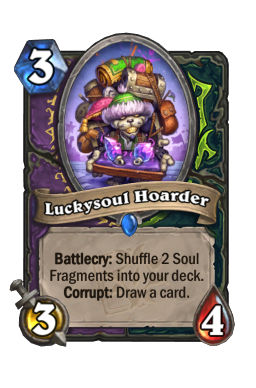 3
Luckysoul Hoarder
Battlecry: Shuffle 2 Soul
Fragments into your deck.
Corrupt: Draw a card.
3
4